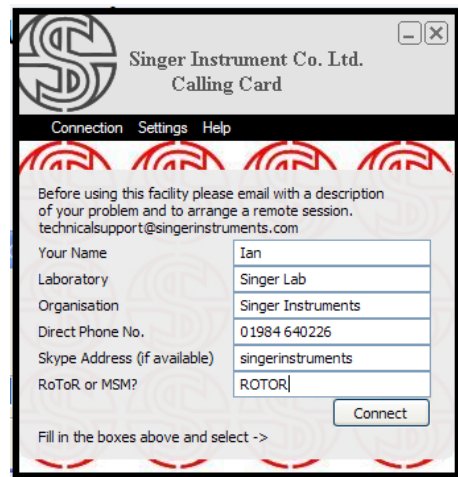 Singer Instrument Co. Ltd.
Calling Card
Connection Settings Help
Before using this facility please email with a description
of your problem and to arrange a remote session.
technicalsupport@singerinstruments.com
Your Name Ian
Laboratory Singer Lab
Organisation Singer Instruments
Direct Phone No. 01984 640226
Skype Address (if available) singerinstruments
RoToR or MSM? ROTOR
Connect
Fill in the boxes above and select ->